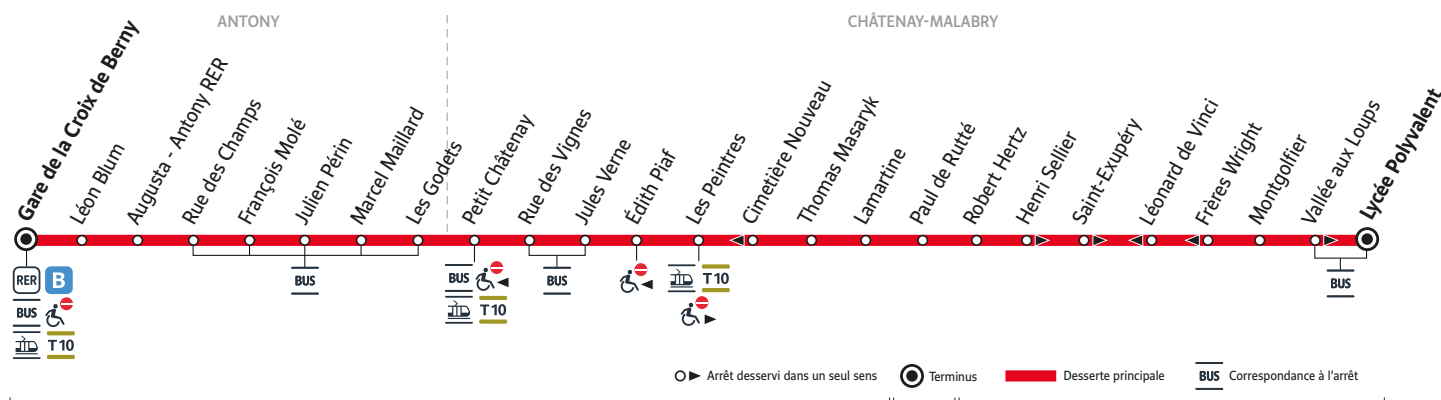 ANTONY
CHÂTENAY-MALABRY
Gare de la Croix de Berny
Léon Blum
Augusta - Antony RER
Rue des Champs
François Molé
Julien Périn
Marcel Maillard
Les Godets
Petit Châtenay
Rue des Vignes
Jules Verne
Édith Piaf
Les Peintres
Cimetière Nouveau
Thomas Masaryk
Lamartine
Paul de Rutté
Robert Hertz
Henri Sellier
Saint-Exupéry
Léonard de Vinci
Frères Wright
Montgolfier
Vallée aux Loups
Lycée Polyvalent
RER B
BUS
T10
BUS
BUS
T10
BUS
T10
BUS
Arrêt desservi dans un seul sens
Terminus
Desserte principale
BUS Correspondance à l'arrêt